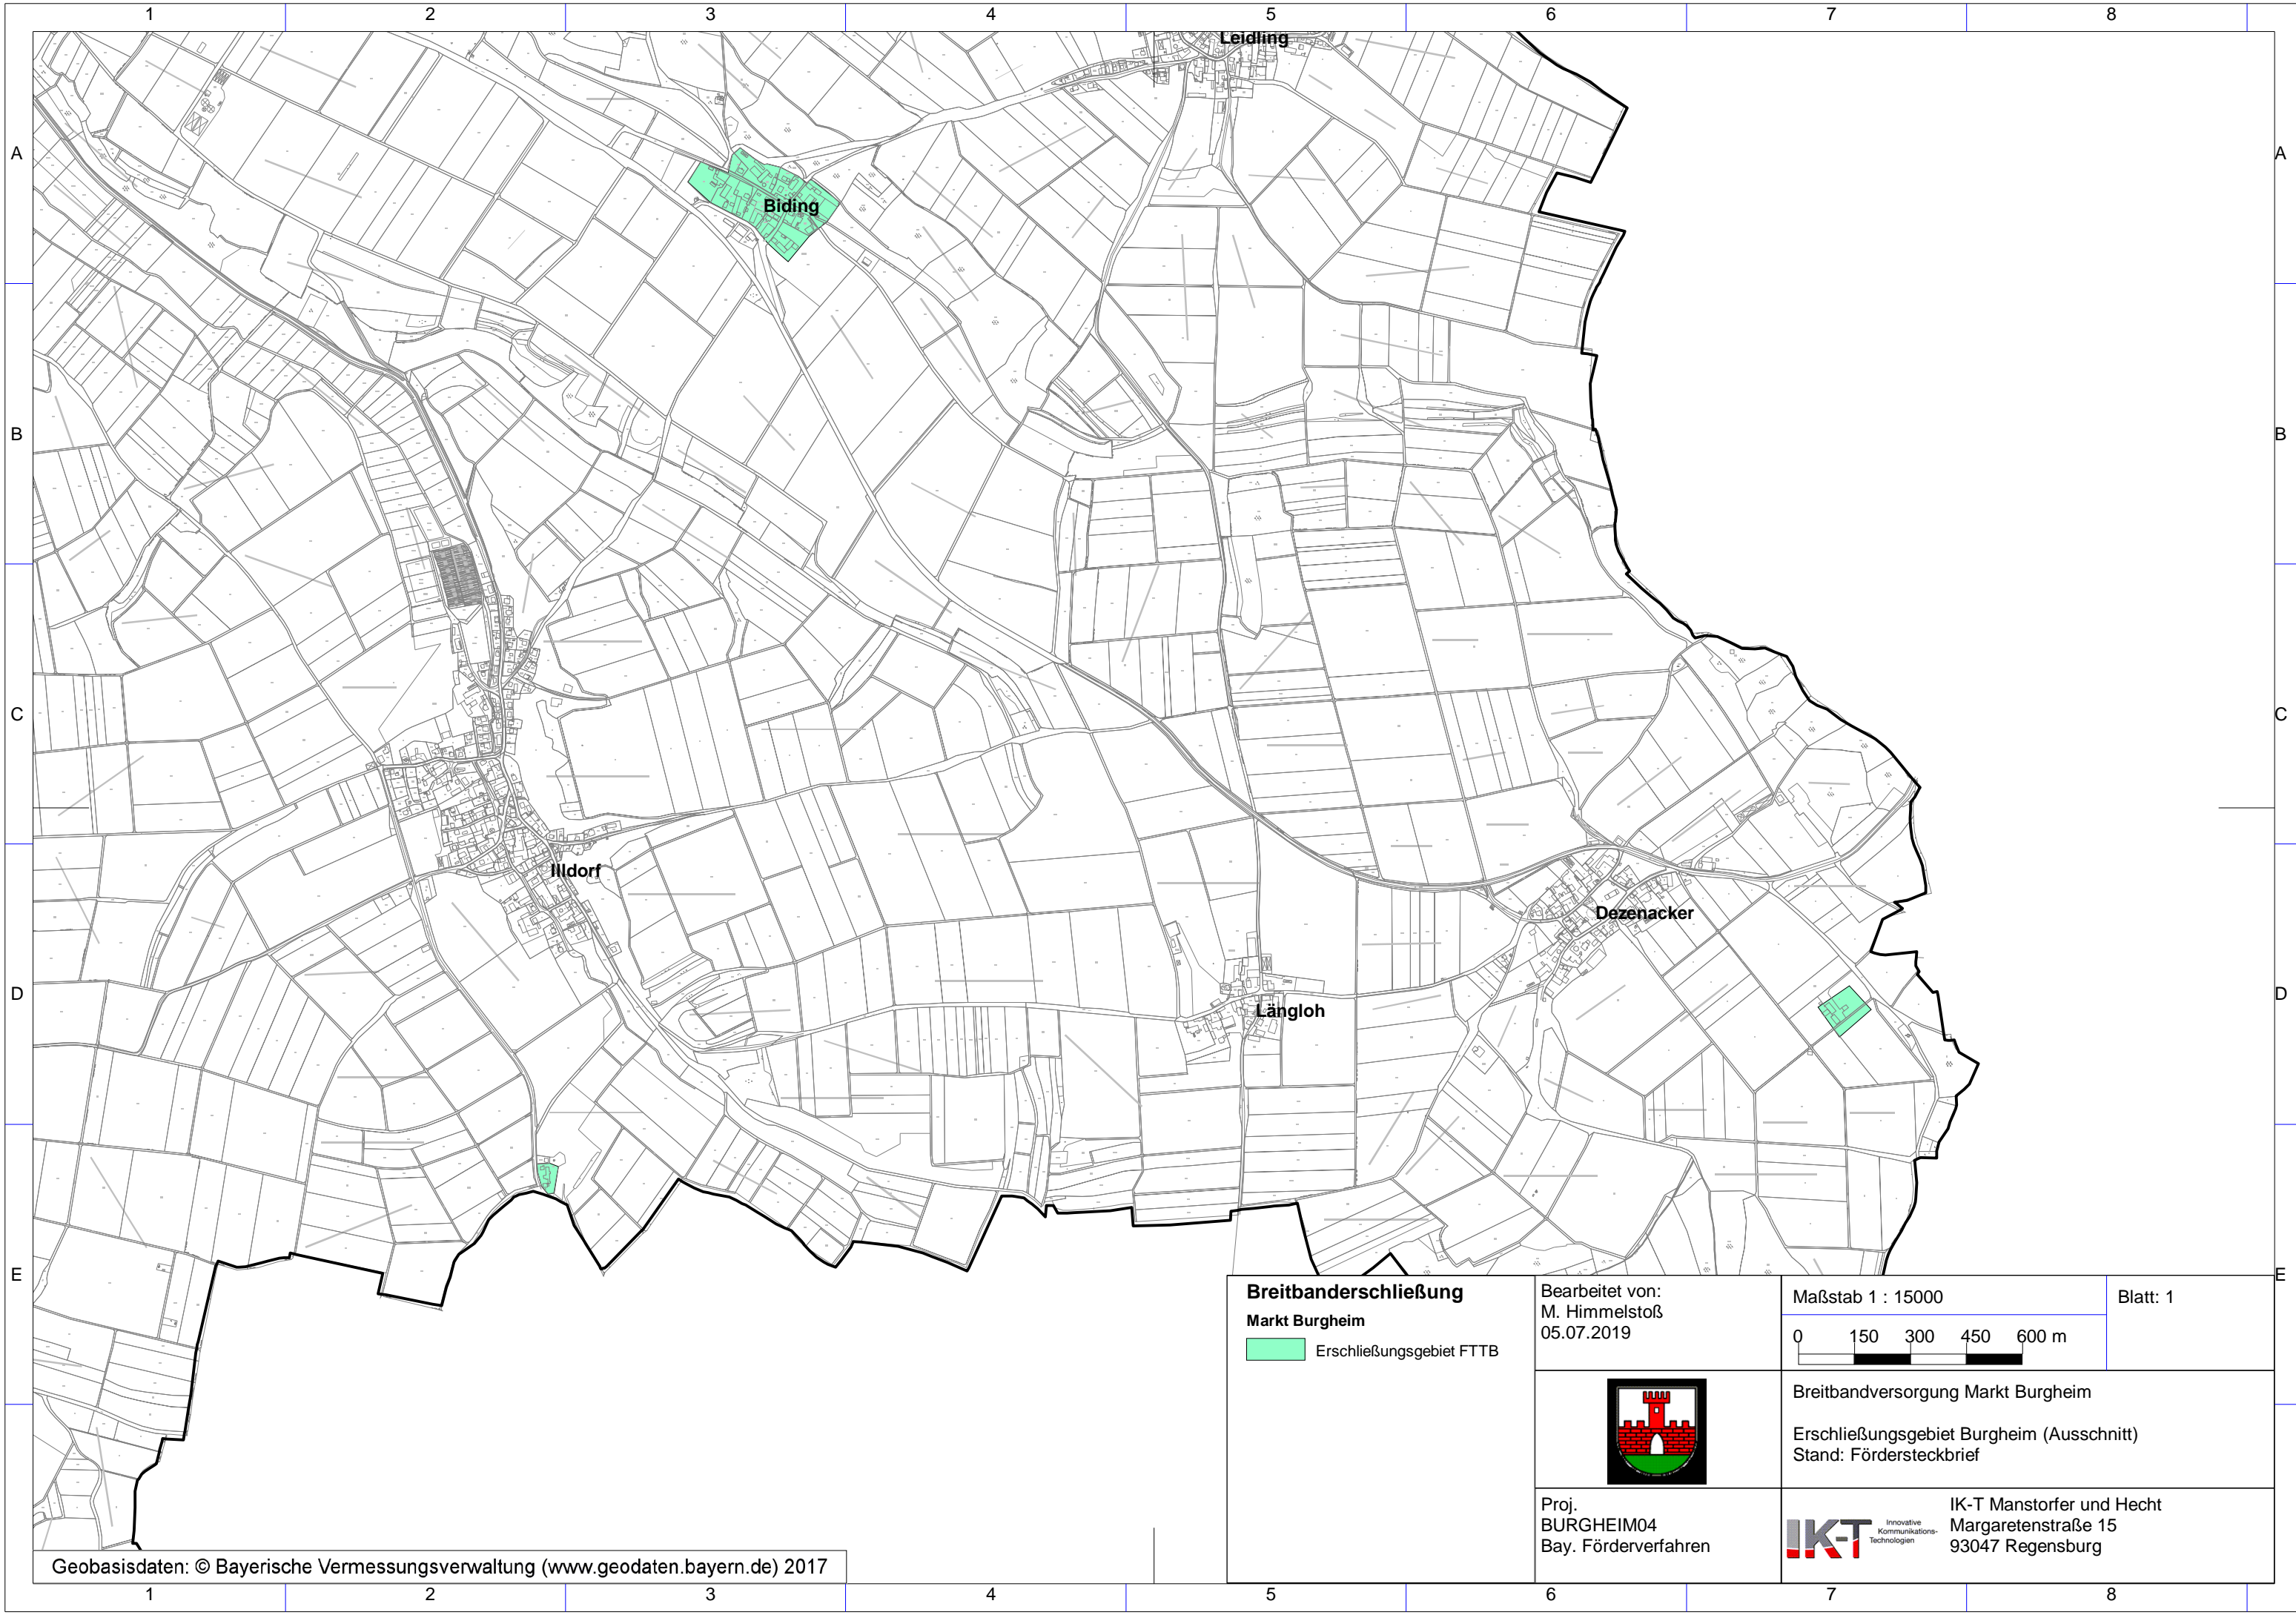 1 2 3 4 5 6 7 8
Leidling
A A
Biding
B B
C C
Illdorf
Dezenacker
D D
Längloh
E E
Breitbanderschließung
Markt Burgheim
Erschließungsgebiet FTTB
Bearbeitet von:
M. Himmelstoß
05.07.2019
Maßstab 1 : 15000
0 150 300 450 600 m
Blatt: 1
Breitbandversorgung Markt Burgheim
Erschließungsgebiet Burgheim (Ausschnitt)
Stand: Fördersteckbrief
Proj.
BURGHEIM04
Bay. Förderverfahren
IK-T
Innovative
Kommunikations-
Technologien
IK-T Manstorfer und Hecht
Margaretenstraße 15
93047 Regensburg
Geobasisdaten: © Bayerische Vermessungsverwaltung (www.geodaten.bayern.de) 2017
1 2 3 4 5 6 7 8